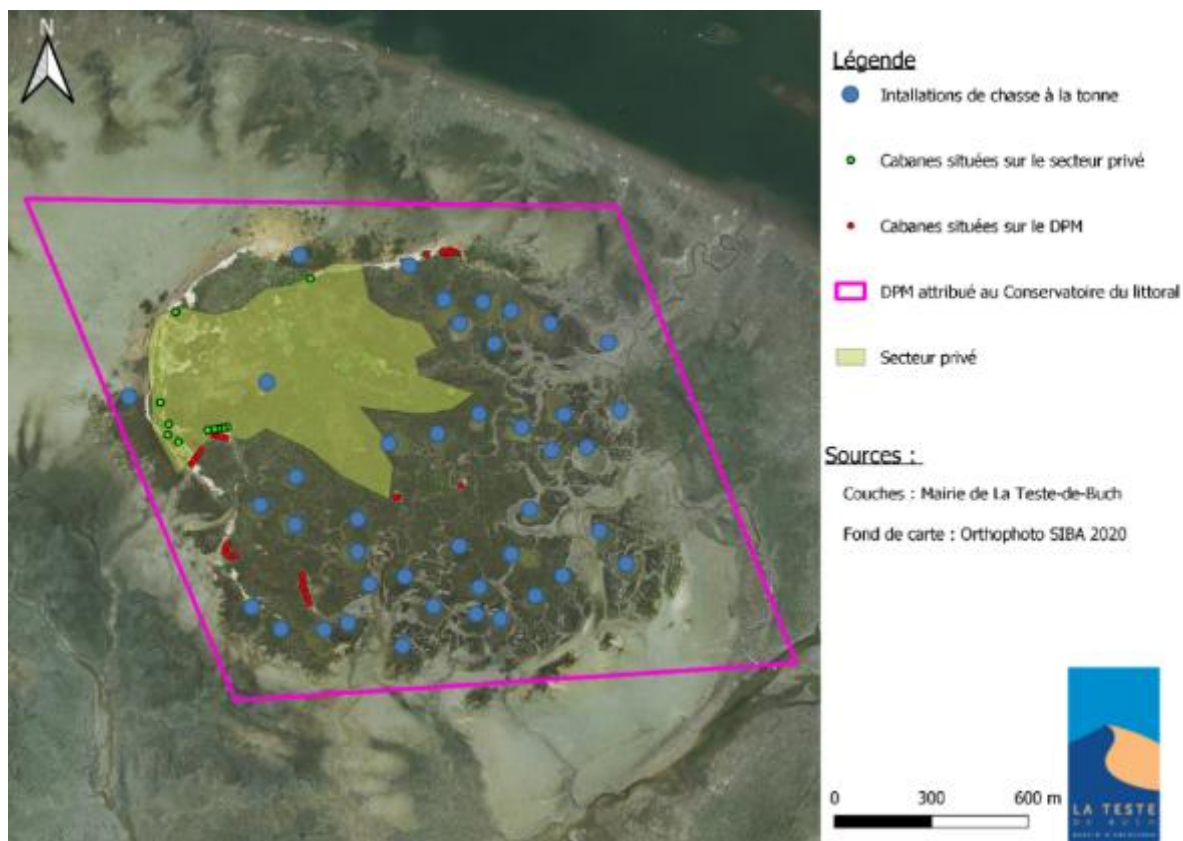 N
Légende
Intallations de chasse à la tonne
Cabanes situées sur le secteur privé
Cabanes situées sur le DPM
DPM attribué au Conservatoire du littoral
Secteur privé
Sources :
Couches : Mairie de La Teste-de-Buch
Fond de carte : Orthophoto SIBA 2020
0 300 600 m
LA TESTE
DE BUCH